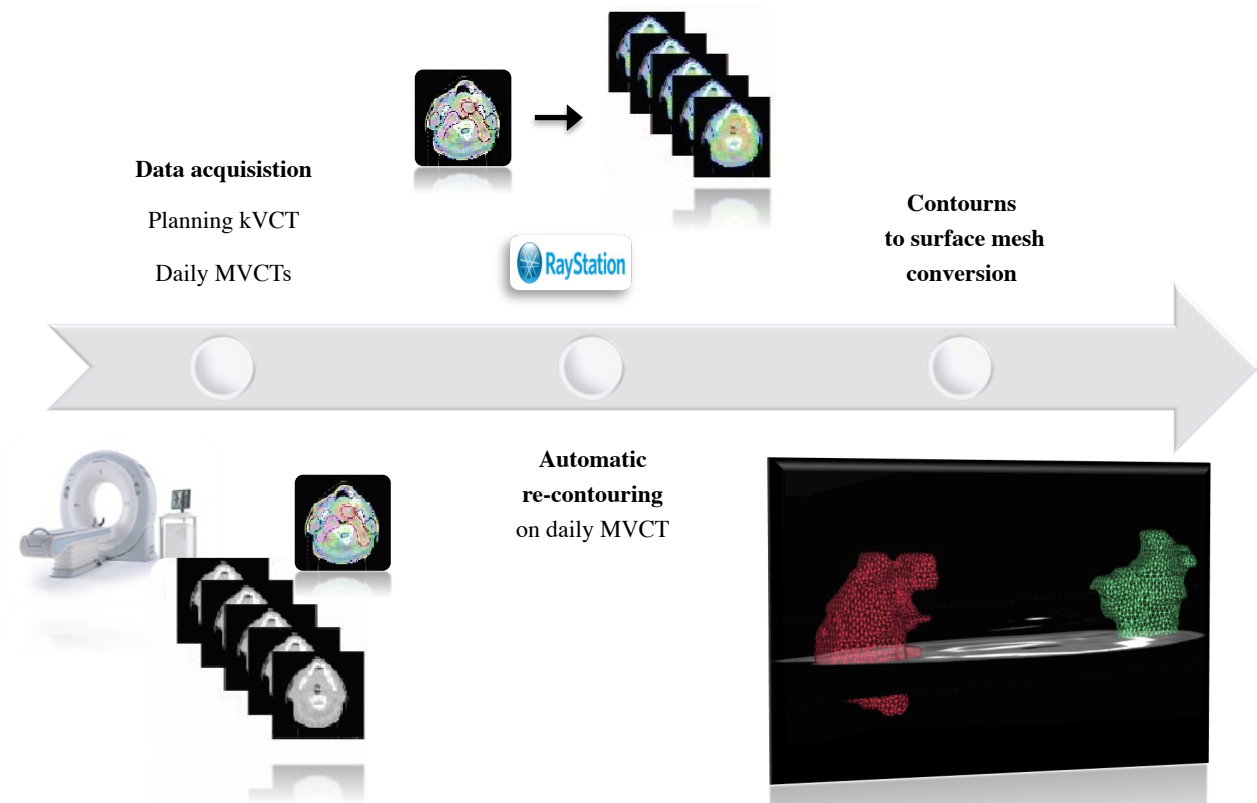 Data acquisistion
Planning kVCT
Daily MVCTs
RayStation
Contourns
to surface mesh
conversion
Automatic
re-contouring
on daily MVCT